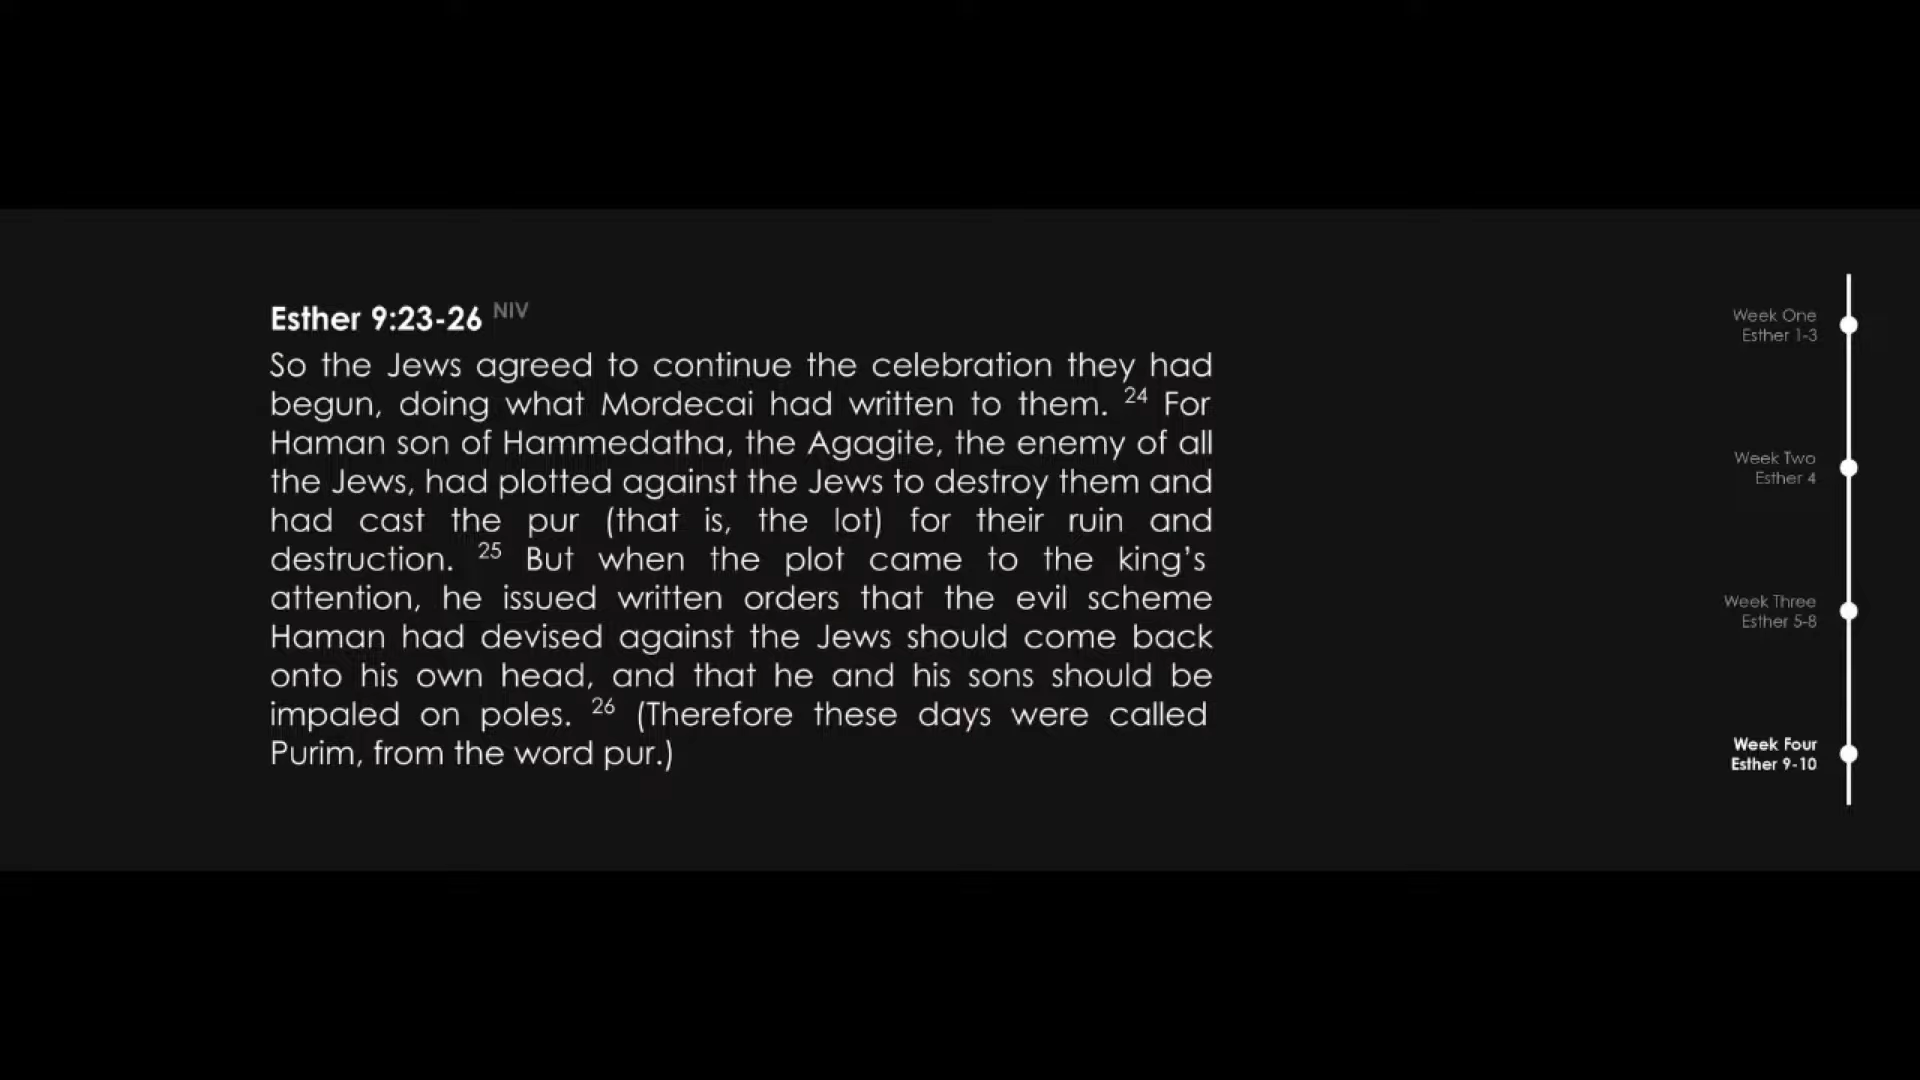 Esther 9:23-26 NIV
So the Jews agreed to continue the celebration they had
begun, doing what Mordecai had written to them. 24 For
Haman son of Hammedatha, the Agagite, the enemy of all
the Jews, had plotted against the Jews to destroy them and
had cast the pur (that is, the lot) for their ruin and
destruction. 25 But when the plot came to the king’s
attention, he issued written orders that the evil scheme
Haman had devised against the Jews should come back
onto his own head, and that he and his sons should be
impaled on poles. 26 (Therefore these days were called
Purim, from the word pur.)
Week One
Esther 1-3
Week Two
Esther 4
Week Three
Esther 5-8
Week Four
Esther 9-10